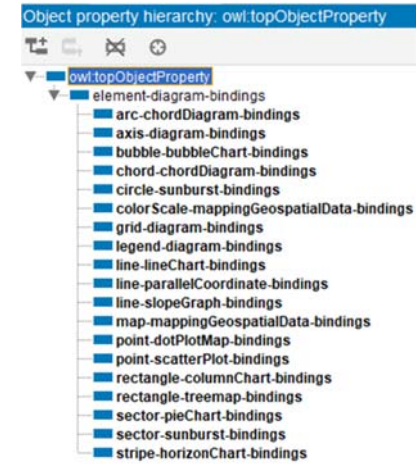 Object property hierarchy: owl:topObjectProperty
owl:topObjectProperty
element-diagram-bindings
arc-chordDiagram-bindings
axis-diagram-bindings
bubble-bubbleChart-bindings
chord-chordDiagram-bindings
circle-sunburst-bindings
colorScale-mappingGeospatialData-bindings
grid-diagram-bindings
legend-diagram-bindings
line-lineChart-bindings
line-parallelCoordinate-bindings
line-slopeGraph-bindings
map-mappingGeospatialData-bindings
point-dotPlotMap-bindings
point-scatterPlot-bindings
rectangle-columnChart-bindings
rectangle-treemap-bindings
sector-pieChart-bindings
sector-sunburst-bindings
stripe-horizonChart-bindings